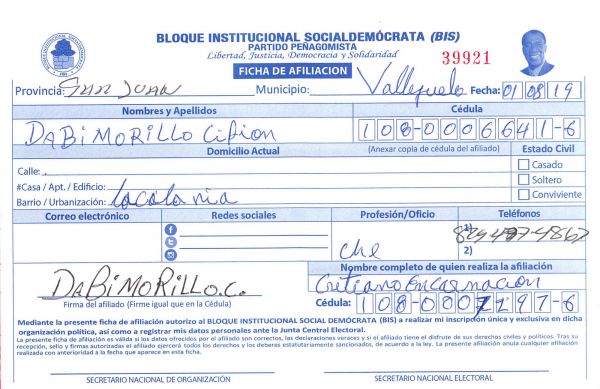 BLOQUE INSTITUCIONAL SOCIALDEMÓCRATA (BIS)
PARTIDO PEÑAGOMISTA
Libertad, Justicia, Democracia y Solidaridad
39921
FICHA DE AFILIACION
Provincia: San JUAN Municipio: Vallejuelo Fecha: 01 08 19
Nombres y Apellidos Cédula
DaBi MORILLO Cifion 108-0006641-6
Domicilio Actual (Anexar copia de cédula del afiliado) Estado Civil
Calle: .
Casado
#Casa / Apt. / Edificio:
Soltero
Barrio / Urbanización: La colonia
Conviviente
Correo electrónico Redes sociales Profesión/Oficio Teléfonos
1)
2)
che
DaBi MORILLO.C.
Firma del afiliado (Firme igual que en la Cédula)
Nombre completo de quien realiza la afiliación
Critiano Encarnacion
Cédula: 108-0007297-6
Mediante la presente ficha de afiliación autorizo al BLOQUE INSTITUCIONAL SOCIAL DEMÓCRATA (BIS) a realizar mi inscripción única y exclusiva en dicha
organización política, así como a registrar mis datos personales ante la Junta Central Electoral.
La presente ficha de afiliación es válida si los datos ofrecidos por el afiliado son correctos, las declaraciones veraces y si el afiliado tiene el disfrute de sus derechos civiles y políticos. Tras su
recepción, sello y firmas autorizadas el afiliado ejercerá todos los derechos y los deberes estatutariamente sancionados, de acuerdo a la ley. La presente afiliación anula cualquier afiliación
realizada con anterioridad a la fecha que aparece en esta ficha.
SECRETARIO NACIONAL DE ORGANIZACIÓN SECRETARIO NACIONAL ELECTORAL